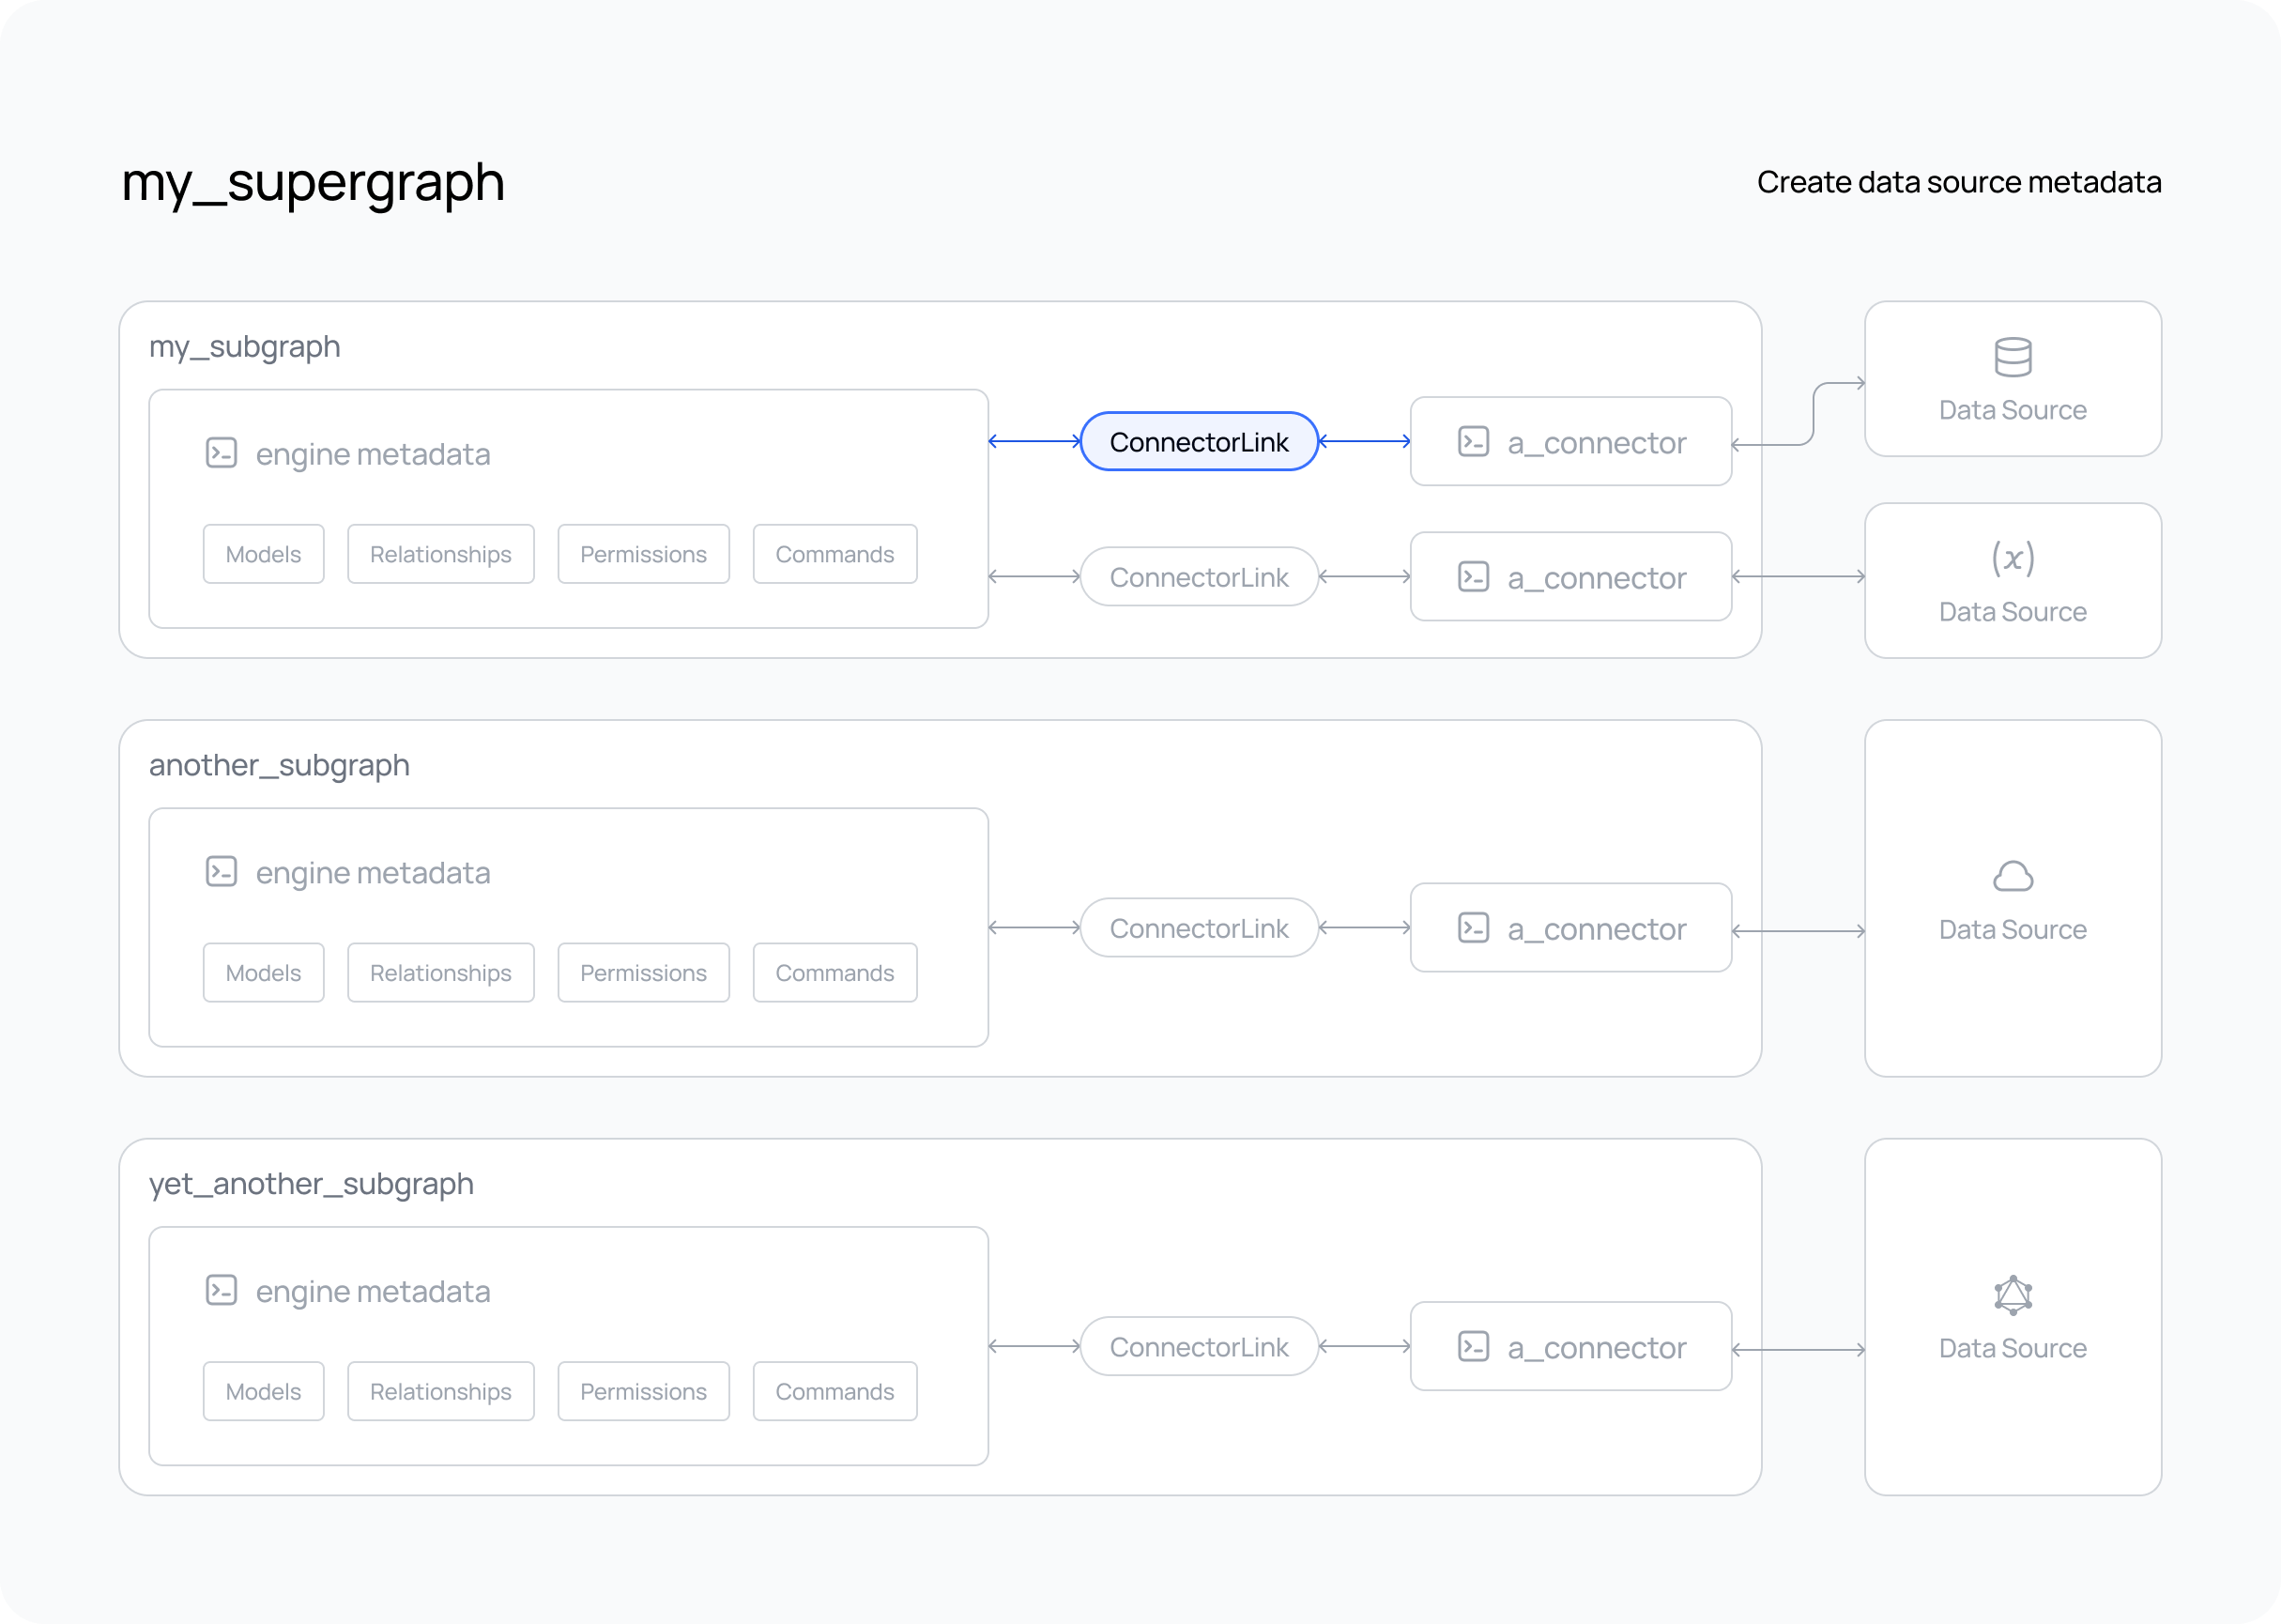 my_supergraph
Create data source metadata
my_subgraph
engine metadata
Models
Relationships
Permissions
Commands
ConnectorLink
a_connector
Data Source
ConnectorLink
a_connector
(x)
Data Source
another_subgraph
engine metadata
Models
Relationships
Permissions
Commands
ConnectorLink
a_connector
Data Source
yet_another_subgraph
engine metadata
Models
Relationships
Permissions
Commands
ConnectorLink
a_connector
Data Source